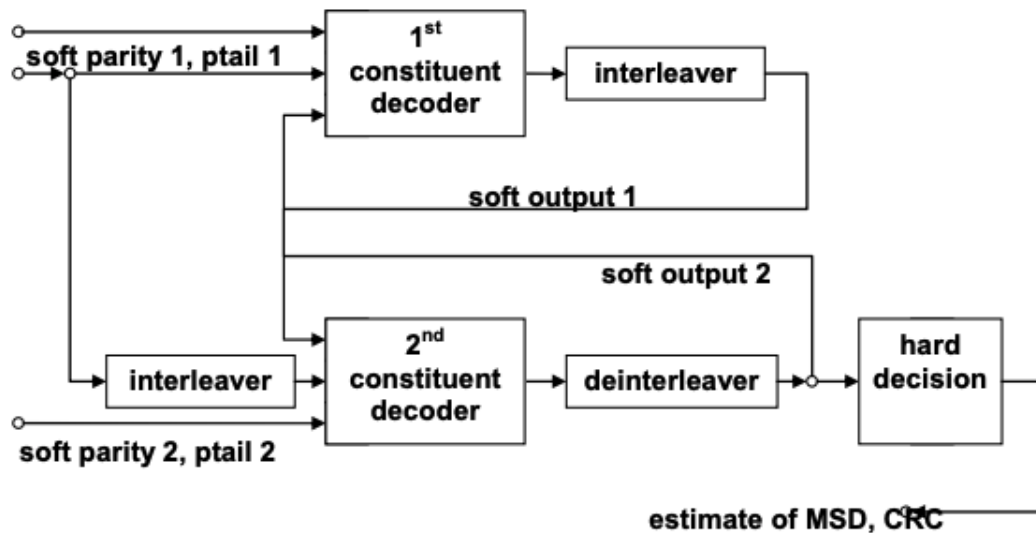 soft parity 1, ptail 1
1st
constituent
decoder
interleaver
soft output 1
soft output 2
interleaver
2nd
constituent
decoder
deinterleaver
hard
decision
soft parity 2, ptail 2
estimate of MSD, CRC